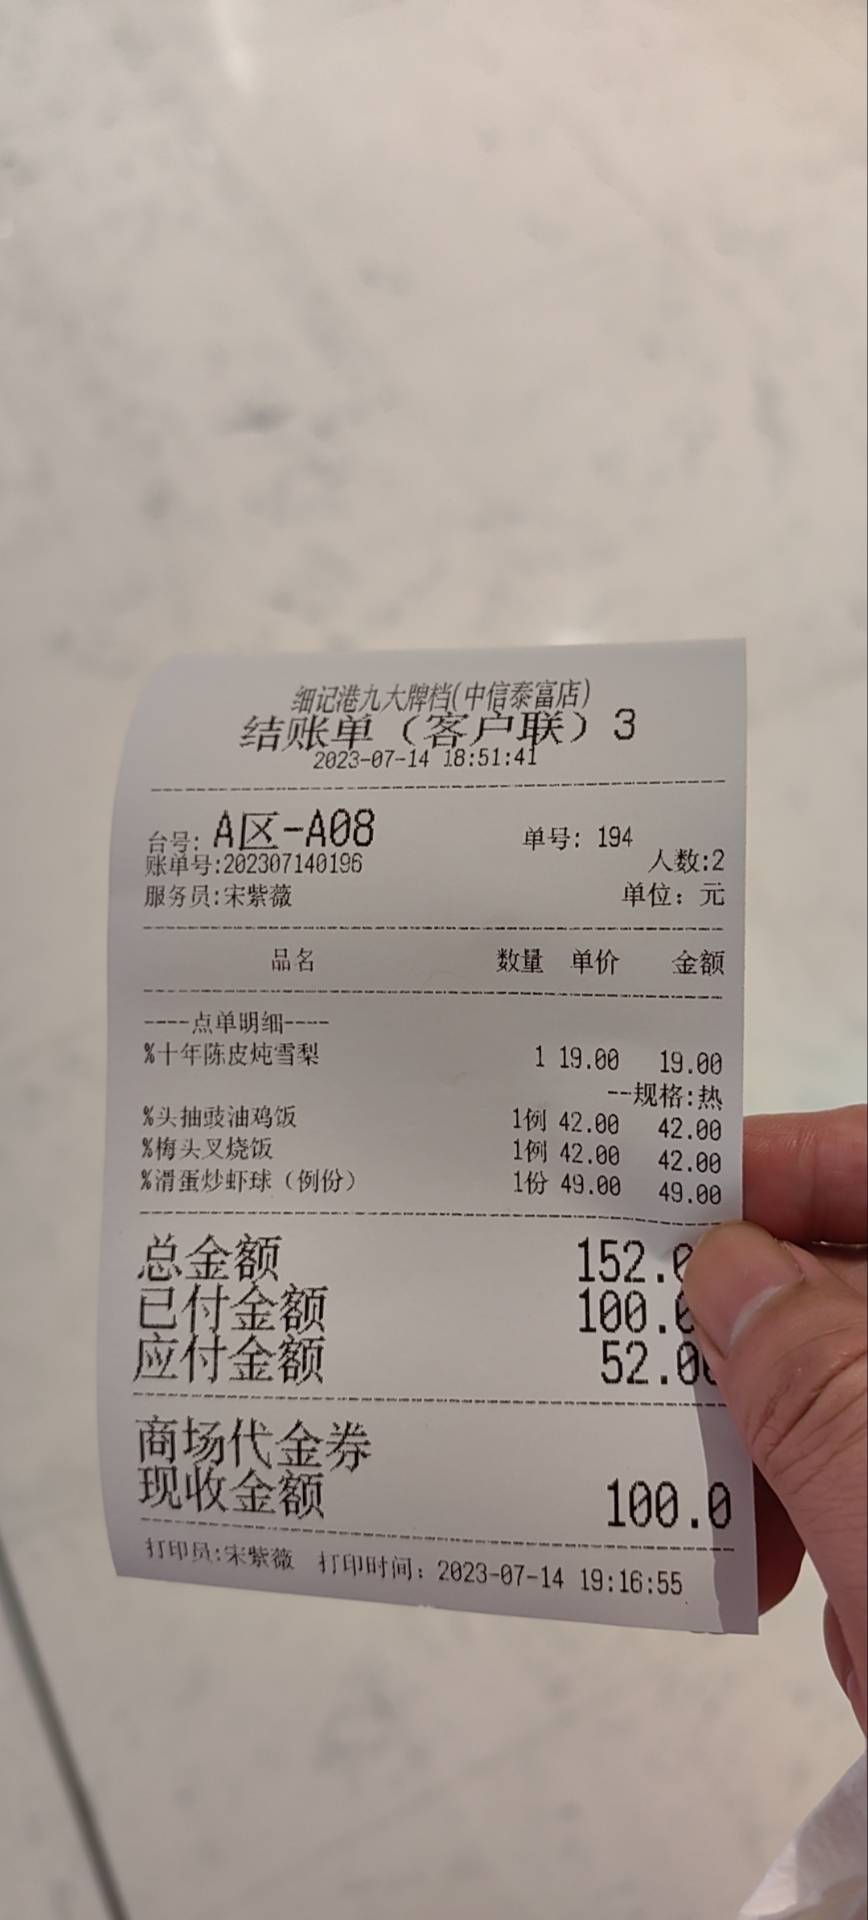 细记港九大牌档(中信泰富店)
结账单（客户联）3
2023-07-14 18:51:41
台号: A区-A08 单号: 194
账单号:202307140196 人数:2
服务员:宋紫薇 单位: 元
品名 数量 单价 金额
----点单明细----
%十年陈皮炖雪梨 1 19.00 19.00
--规格:热
%头抽豉油鸡饭 1例 42.00 42.00
%梅头叉烧饭 1例 42.00 42.00
%滑蛋炒虾球（例份） 1份 49.00 49.00
总金额 152.0
已付金额 100.0
应付金额 52.00
商场代金券
现收金额 100.0
打印员:宋紫薇 打印时间: 2023-07-14 19:16:55